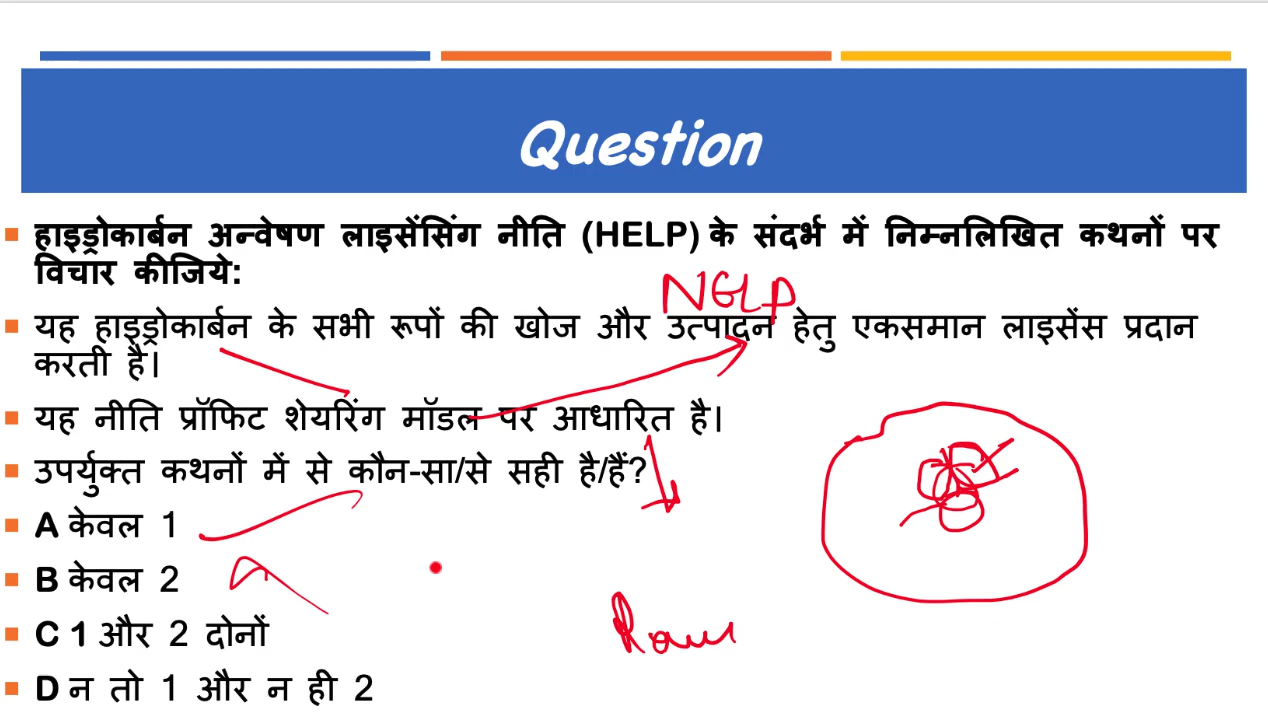 Question
हाइड्रोकार्बन अन्वेषण लाइसेंसिंग नीति (HELP) के संदर्भ में निम्नलिखित कथनों पर
विचार कीजिये:
NELP
यह हाइड्रोकार्बन के सभी रूपों की खोज और उत्पादन हेतु एकसमान लाइसेंस प्रदान
करती है।
यह नीति प्रॉफिट शेयरिंग मॉडल पर आधारित है।
उपर्युक्त कथनों में से कौन-सा/से सही है/हैं?
A केवल 1
B केवल 2
C 1 और 2 दोनों
D न तो 1 और न ही 2